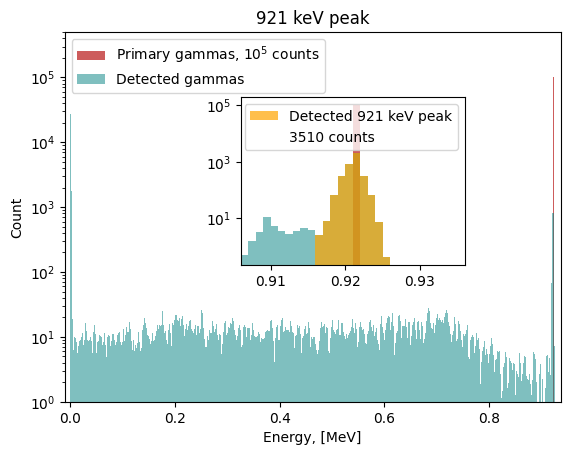 921 keV peak
Primary gammas, 10⁵ counts
Detected gammas
Detected 921 keV peak
3510 counts
10⁵
10³
10¹
0.91 0.92 0.93
Count
10⁵
10⁴
10³
10²
10¹
10⁰
0.0 0.2 0.4 0.6 0.8
Energy, [MeV]